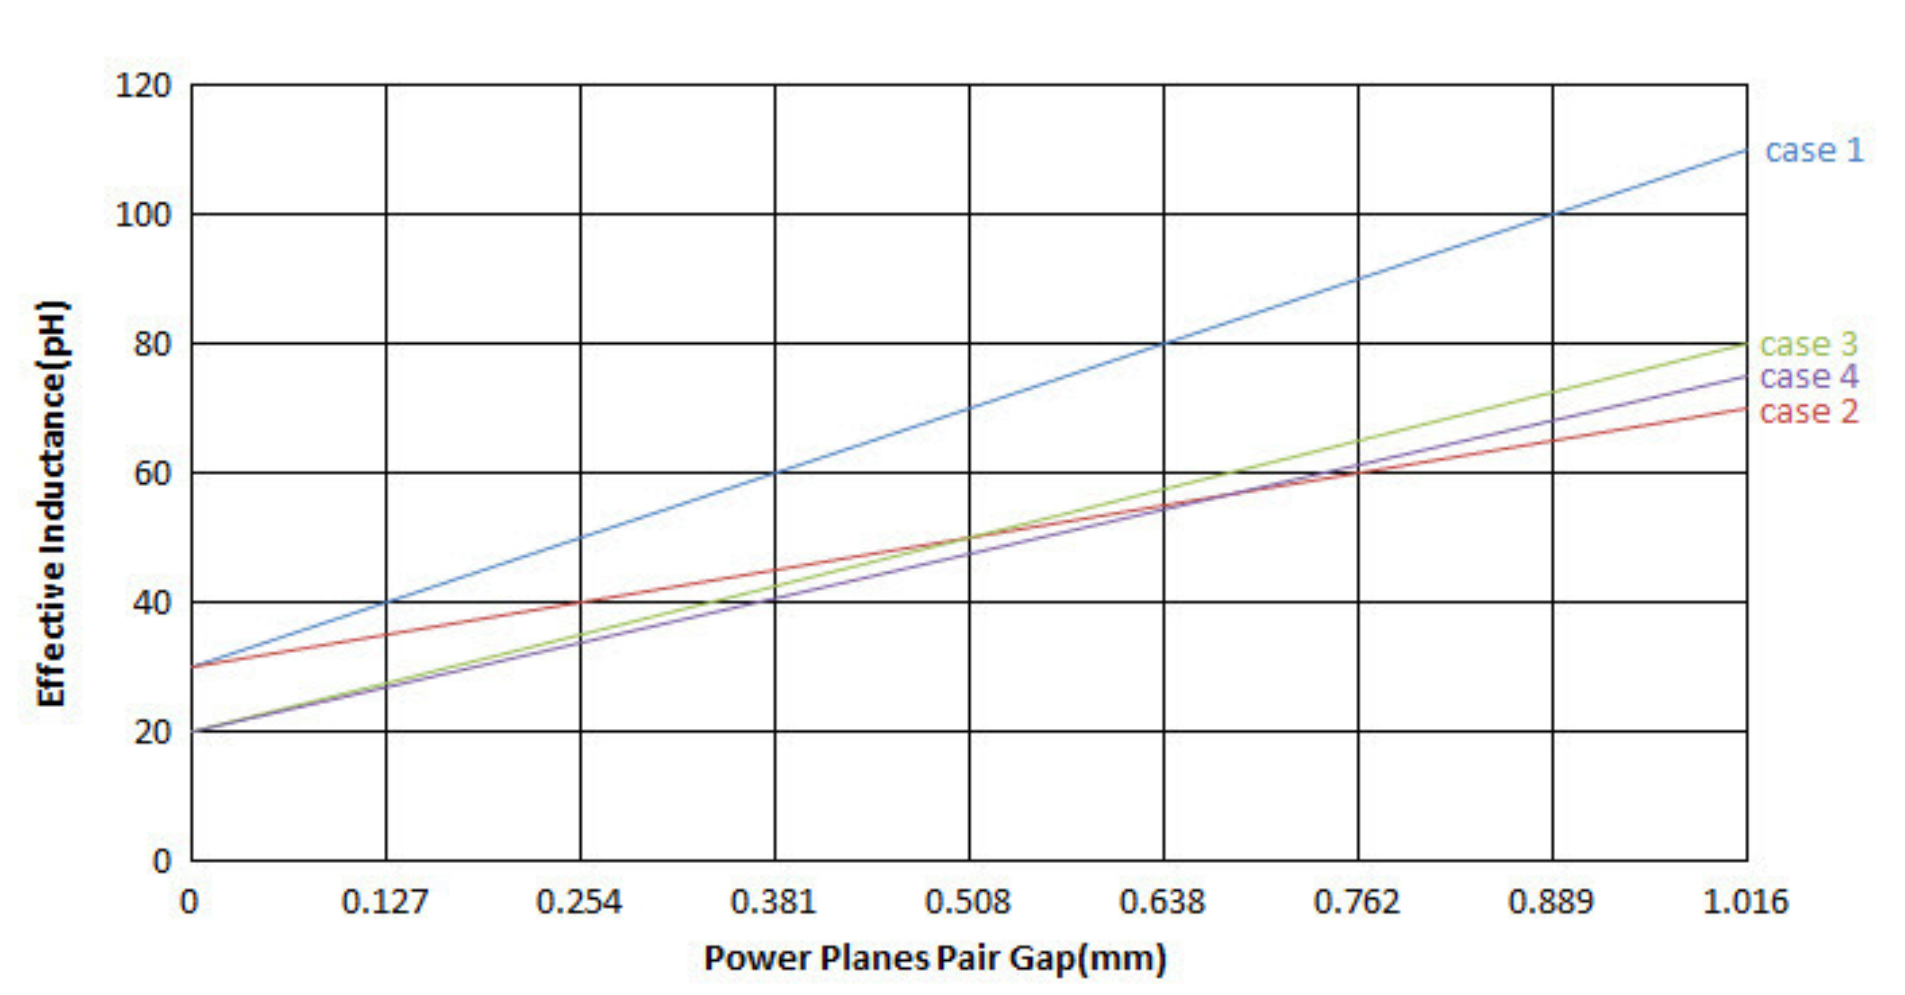 120
100
80
60
40
20
0
Effective Inductance(pH)
case 1
case 3
case 4
case 2
0 0.127 0.254 0.381 0.508 0.638 0.762 0.889 1.016
Power Planes Pair Gap(mm)